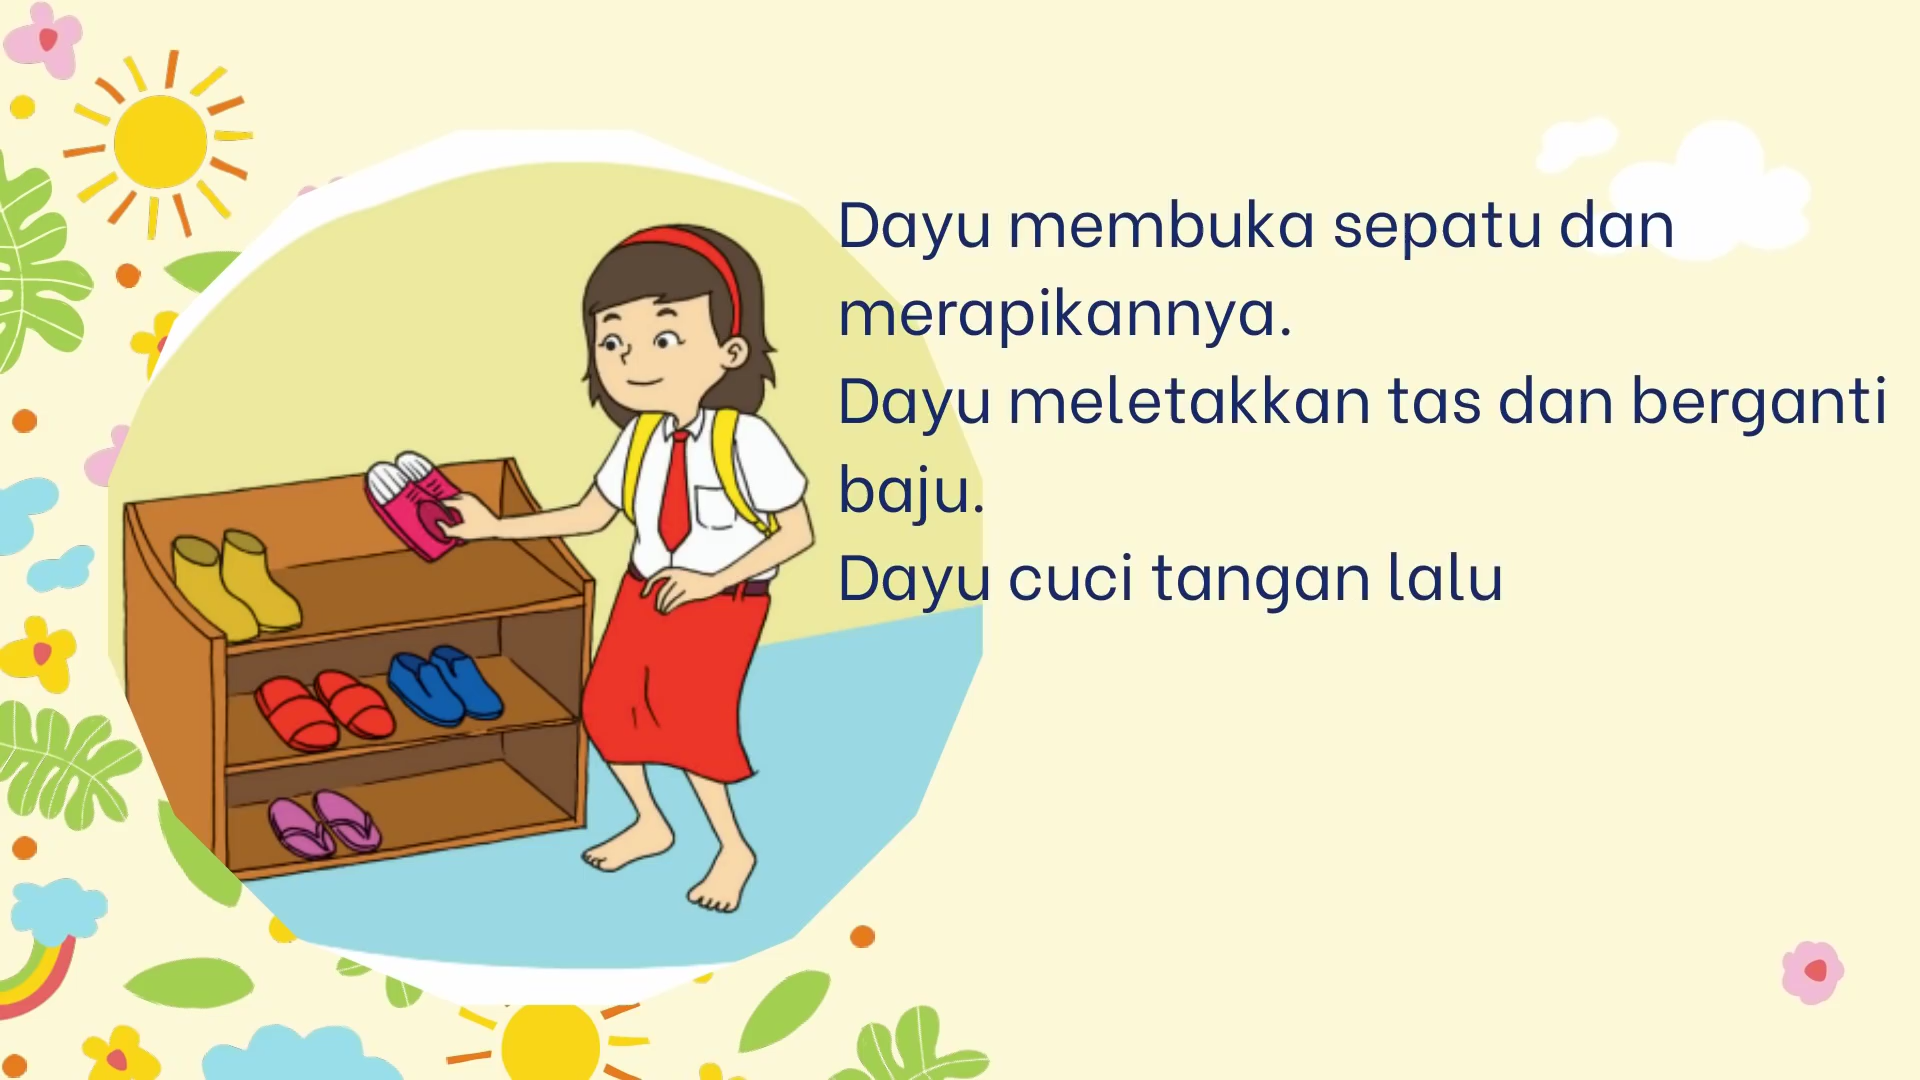 Dayu membuka sepatu dan
merapikannya.
Dayu meletakkan tas dan berganti
baju.
Dayu cuci tangan lalu